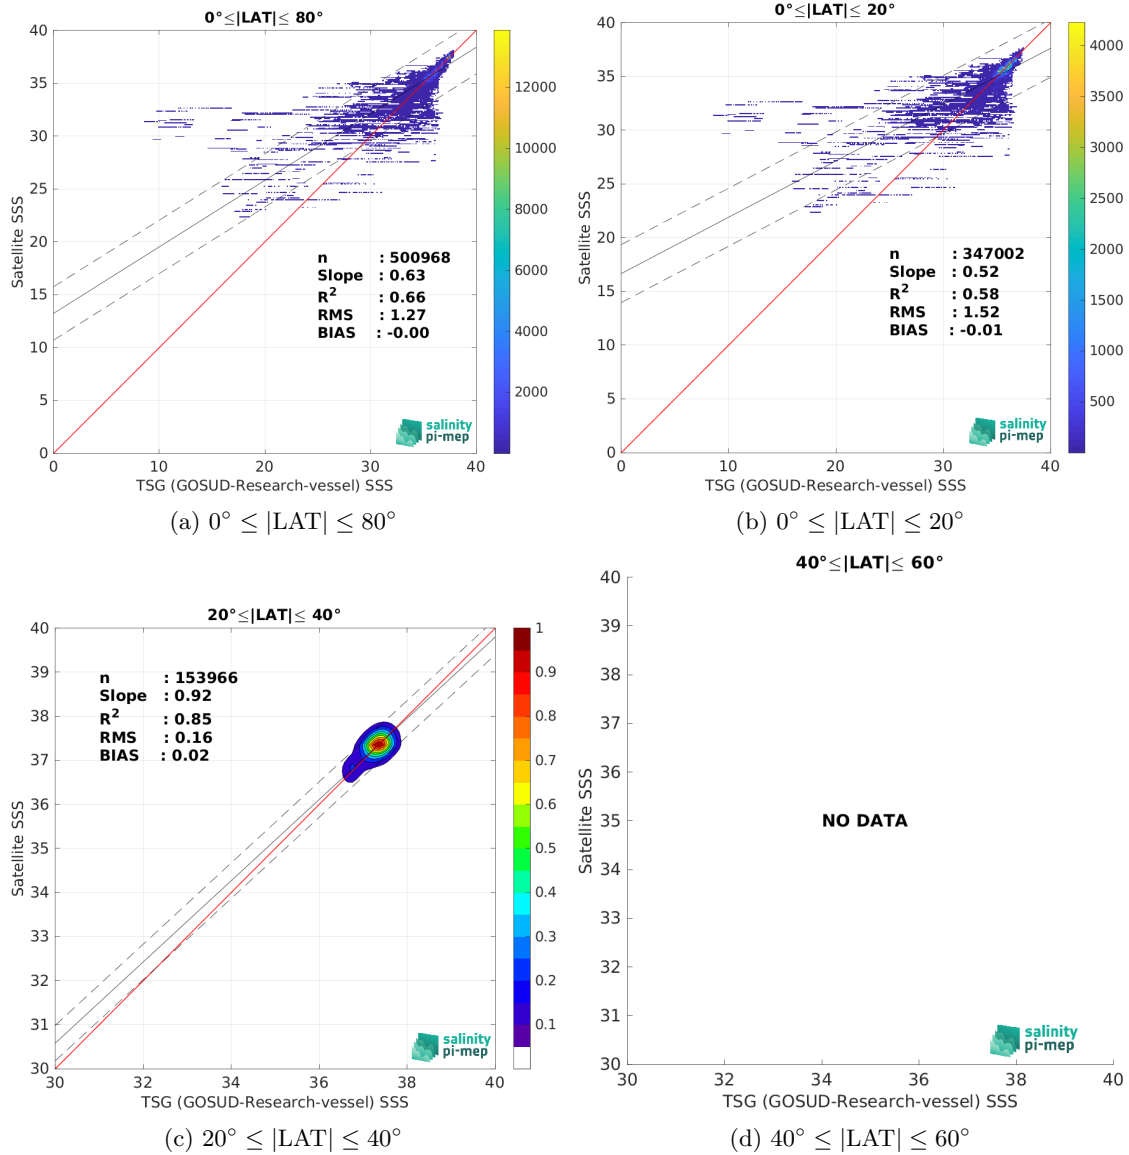 0°≤|LAT|≤ 80°
40
35
30
25
20
15
10
5
0
Satellite SSS
n : 500968
Slope : 0.63
R² : 0.66
RMS : 1.27
BIAS : -0.00
salinity
pi-mep
0 10 20 30 40
TSG (GOSUD-Research-vessel) SSS
12000
10000
8000
6000
4000
2000
(a) 0° ≤ |LAT| ≤ 80°
0°≤|LAT|≤ 20°
40
35
30
25
20
15
10
5
0
Satellite SSS
n : 347002
Slope : 0.52
R² : 0.58
RMS : 1.52
BIAS : -0.01
salinity
pi-mep
0 10 20 30 40
TSG (GOSUD-Research-vessel) SSS
4000
3500
3000
2500
2000
1500
1000
500
(b) 0° ≤ |LAT| ≤ 20°
20°≤|LAT|≤ 40°
40
39
38
37
36
35
34
33
32
31
30
Satellite SSS
n : 153966
Slope : 0.92
R² : 0.85
RMS : 0.16
BIAS : 0.02
salinity
pi-mep
30 32 34 36 38 40
TSG (GOSUD-Research-vessel) SSS
1
0.9
0.8
0.7
0.6
0.5
0.4
0.3
0.2
0.1
(c) 20° ≤ |LAT| ≤ 40°
40°≤|LAT|≤ 60°
40
39
38
37
36
35
34
33
32
31
30
Satellite SSS
NO DATA
salinity
pi-mep
30 32 34 36 38 40
TSG (GOSUD-Research-vessel) SSS
(d) 40° ≤ |LAT| ≤ 60°